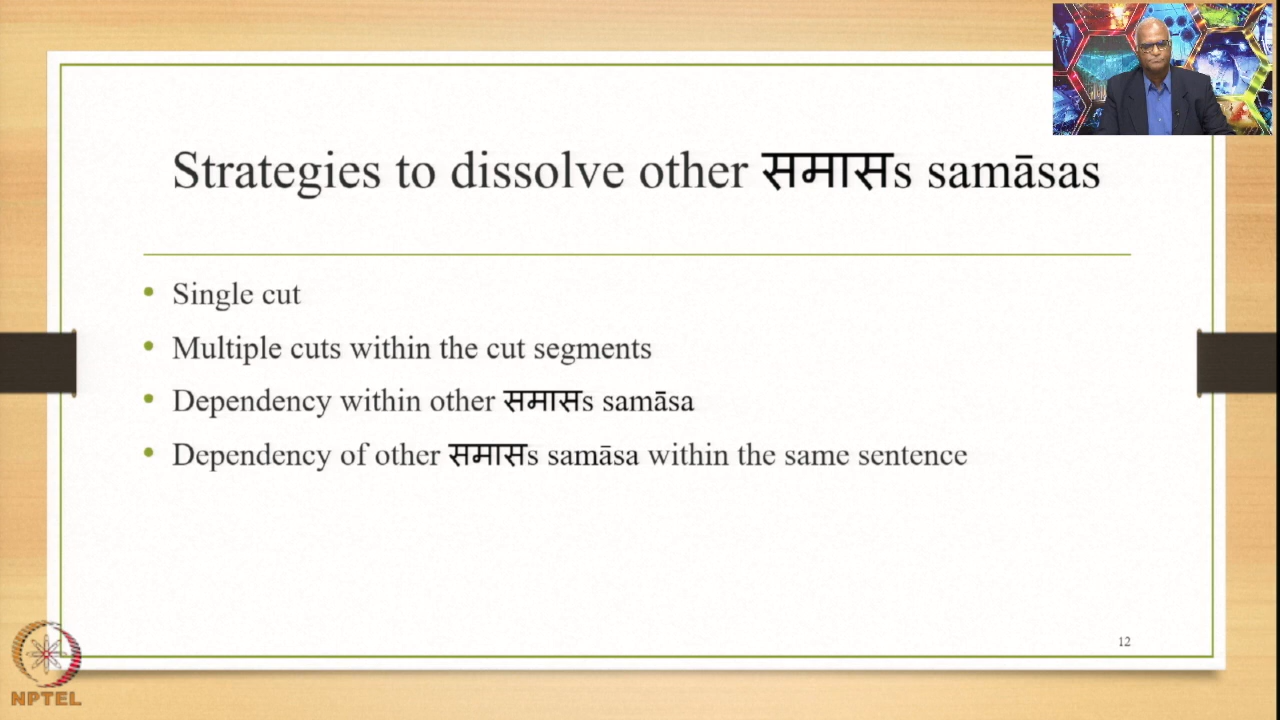 Strategies to dissolve other समासs samāsas
• Single cut
• Multiple cuts within the cut segments
• Dependency within other समासs samāsa
• Dependency of other समासs samāsa within the same sentence
12
NPTEL